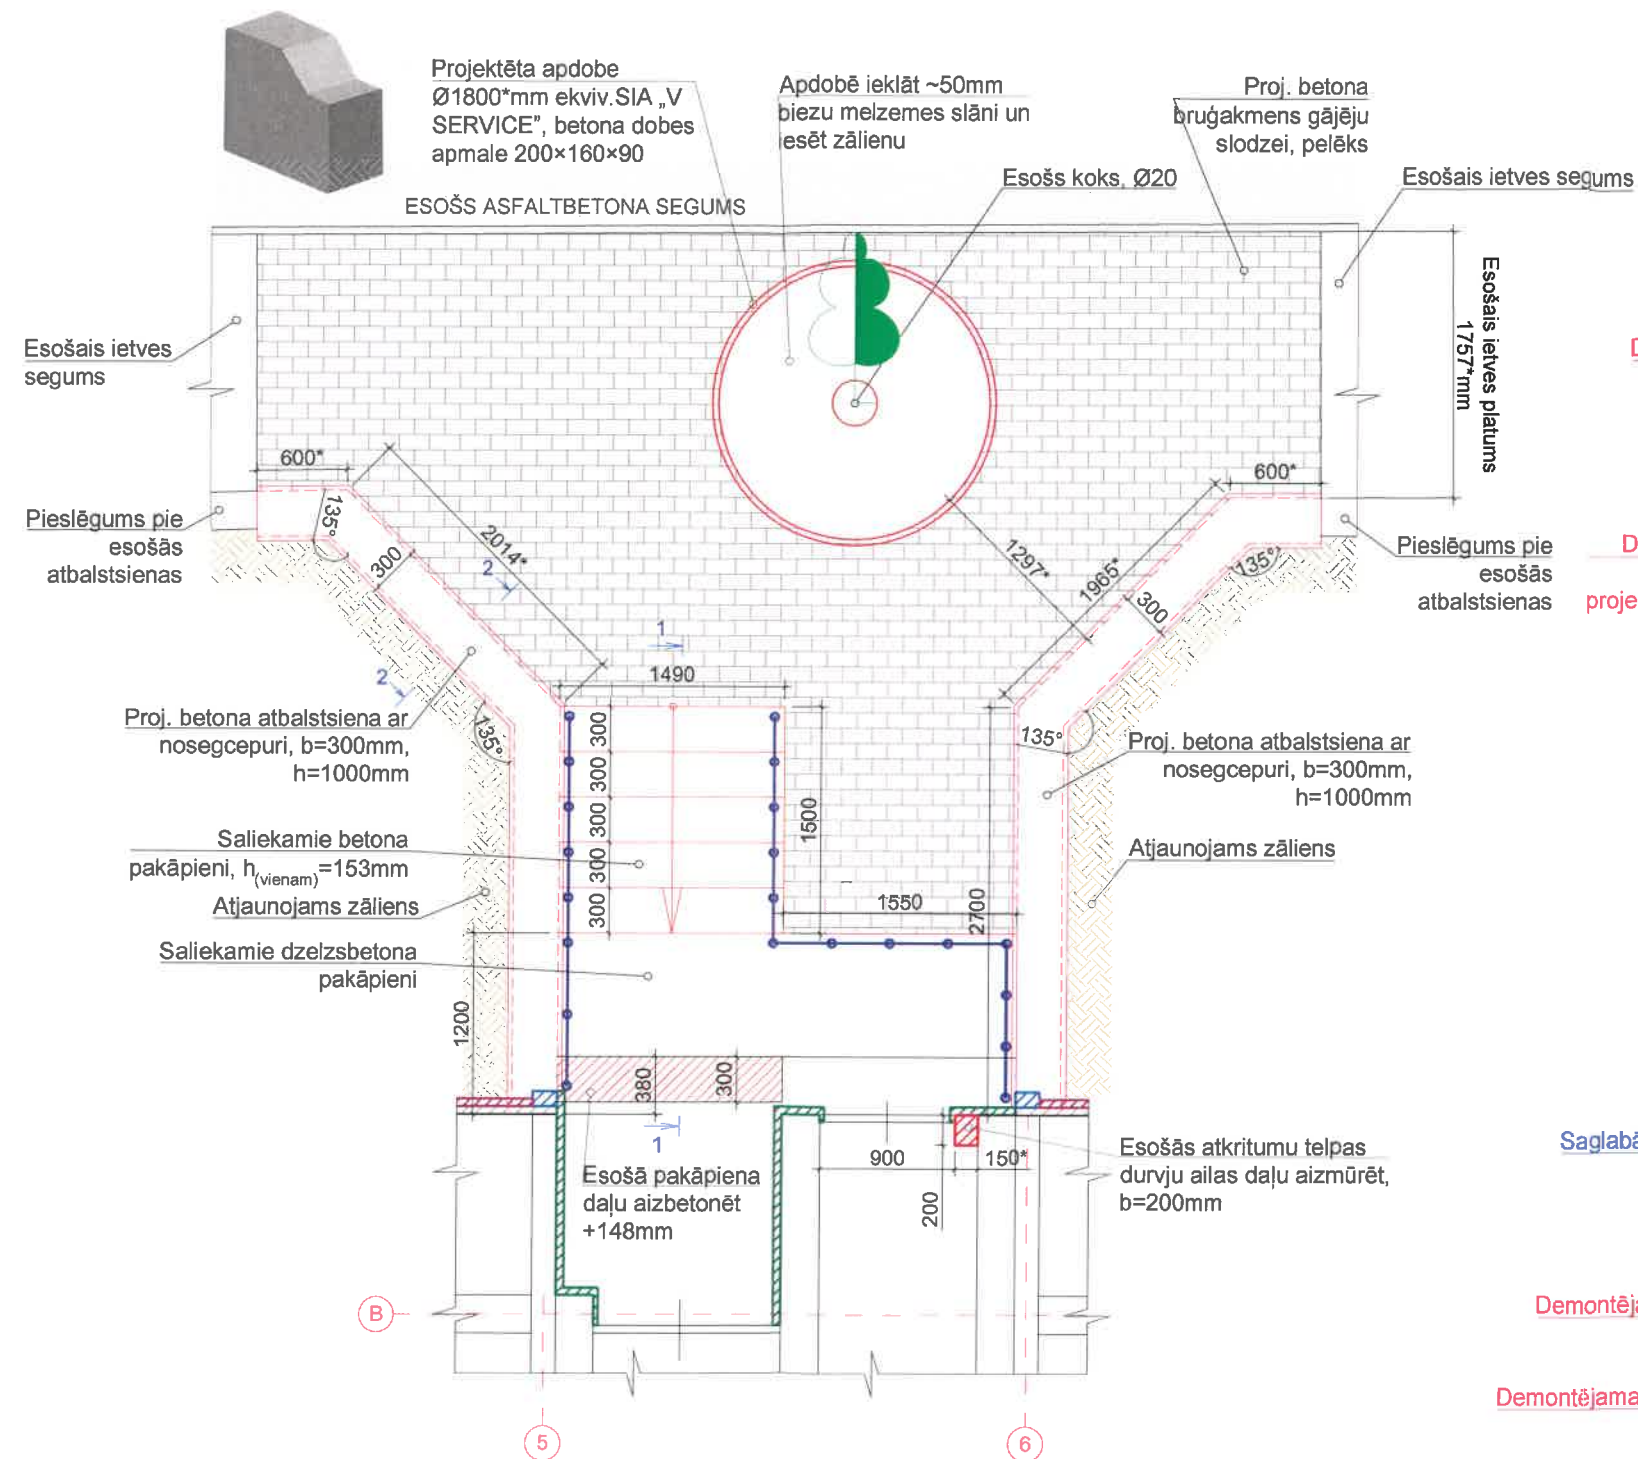 Projektēta apdobe
Ø1800*mm ekviv.SIA „V
SERVICE”, betona dobes
apmale 200×160×90
Apdobē ieklāt ~50mm
biezu melzemes slāni un
iesēt zālienu
Proj. betona
bruģakmens gājēju
slodzei, pelēks
Esošs koks, Ø20
Esošais ietves segums
ESOŠS ASFALTBETONA SEGUMS
Esošais ietves platums
1757*mm
Esošais ietves
segums
600*
600*
135°
Pieslēgums pie
esošās
atbalstsienas
300
2014*
2
1297*
1965*
300
135°
Pieslēgums pie
esošās
atbalstsienas
D
D
proje
1
1490
2
Proj. betona atbalstsiena ar
nosegcepuri, b=300mm,
h=1000mm
135°
300
300
300
300
300
1500
135°
Proj. betona atbalstsiena ar
nosegcepuri, b=300mm,
h=1000mm
Saliekamie betona
pakāpieni, h(vienam)=153mm
Atjaunojams zāliens
Atjaunojams zāliens
1550
2700
Saliekamie dzelzsbetona
pakāpieni
1200
380
300
1
Esošā pakāpiena
daļu aizbetonēt
+148mm
900
150*
200
Esošās atkritumu telpas
durvju ailas daļu aizmūrēt,
b=200mm
Saglabā
B
Demontēja
Demontējama
5
6